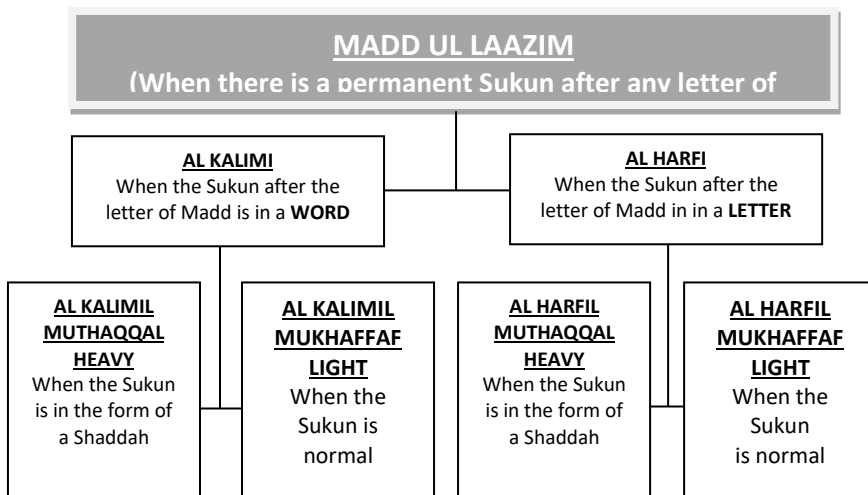 MADD UL LAAZIM
(When there is a permanent Sukun after any letter of
AL KALIMI
When the Sukun after the
letter of Madd is in a WORD
AL HARFI
When the Sukun after the
letter of Madd in in a LETTER
AL KALIMIL
MUTHAQQAL
HEAVY
When the Sukun
is in the form of
a Shaddah
AL KALIMIL
MUKHAFFAF
LIGHT
When the
Sukun is
normal
AL HARFIL
MUTHAQQAL
HEAVY
When the Sukun
is in the form of
a Shaddah
AL HARFIL
MUKHAFFAF
LIGHT
When the
Sukun
is normal